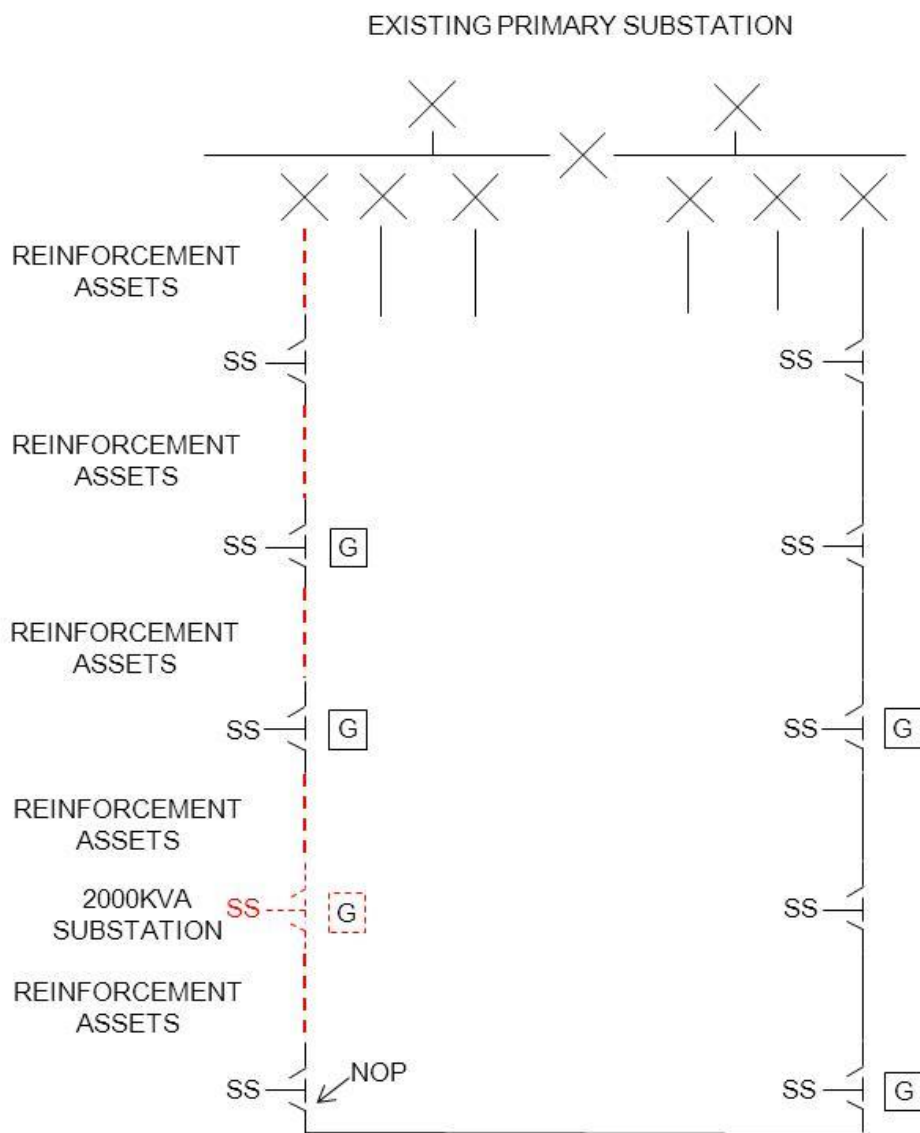 EXISTING PRIMARY SUBSTATION
REINFORCEMENT
ASSETS
SS
SS
REINFORCEMENT
ASSETS
SS
G
SS
REINFORCEMENT
ASSETS
SS
G
SS
G
REINFORCEMENT
ASSETS
2000KVA
SUBSTATION
SS
G
SS
REINFORCEMENT
ASSETS
NOP
SS
SS
G